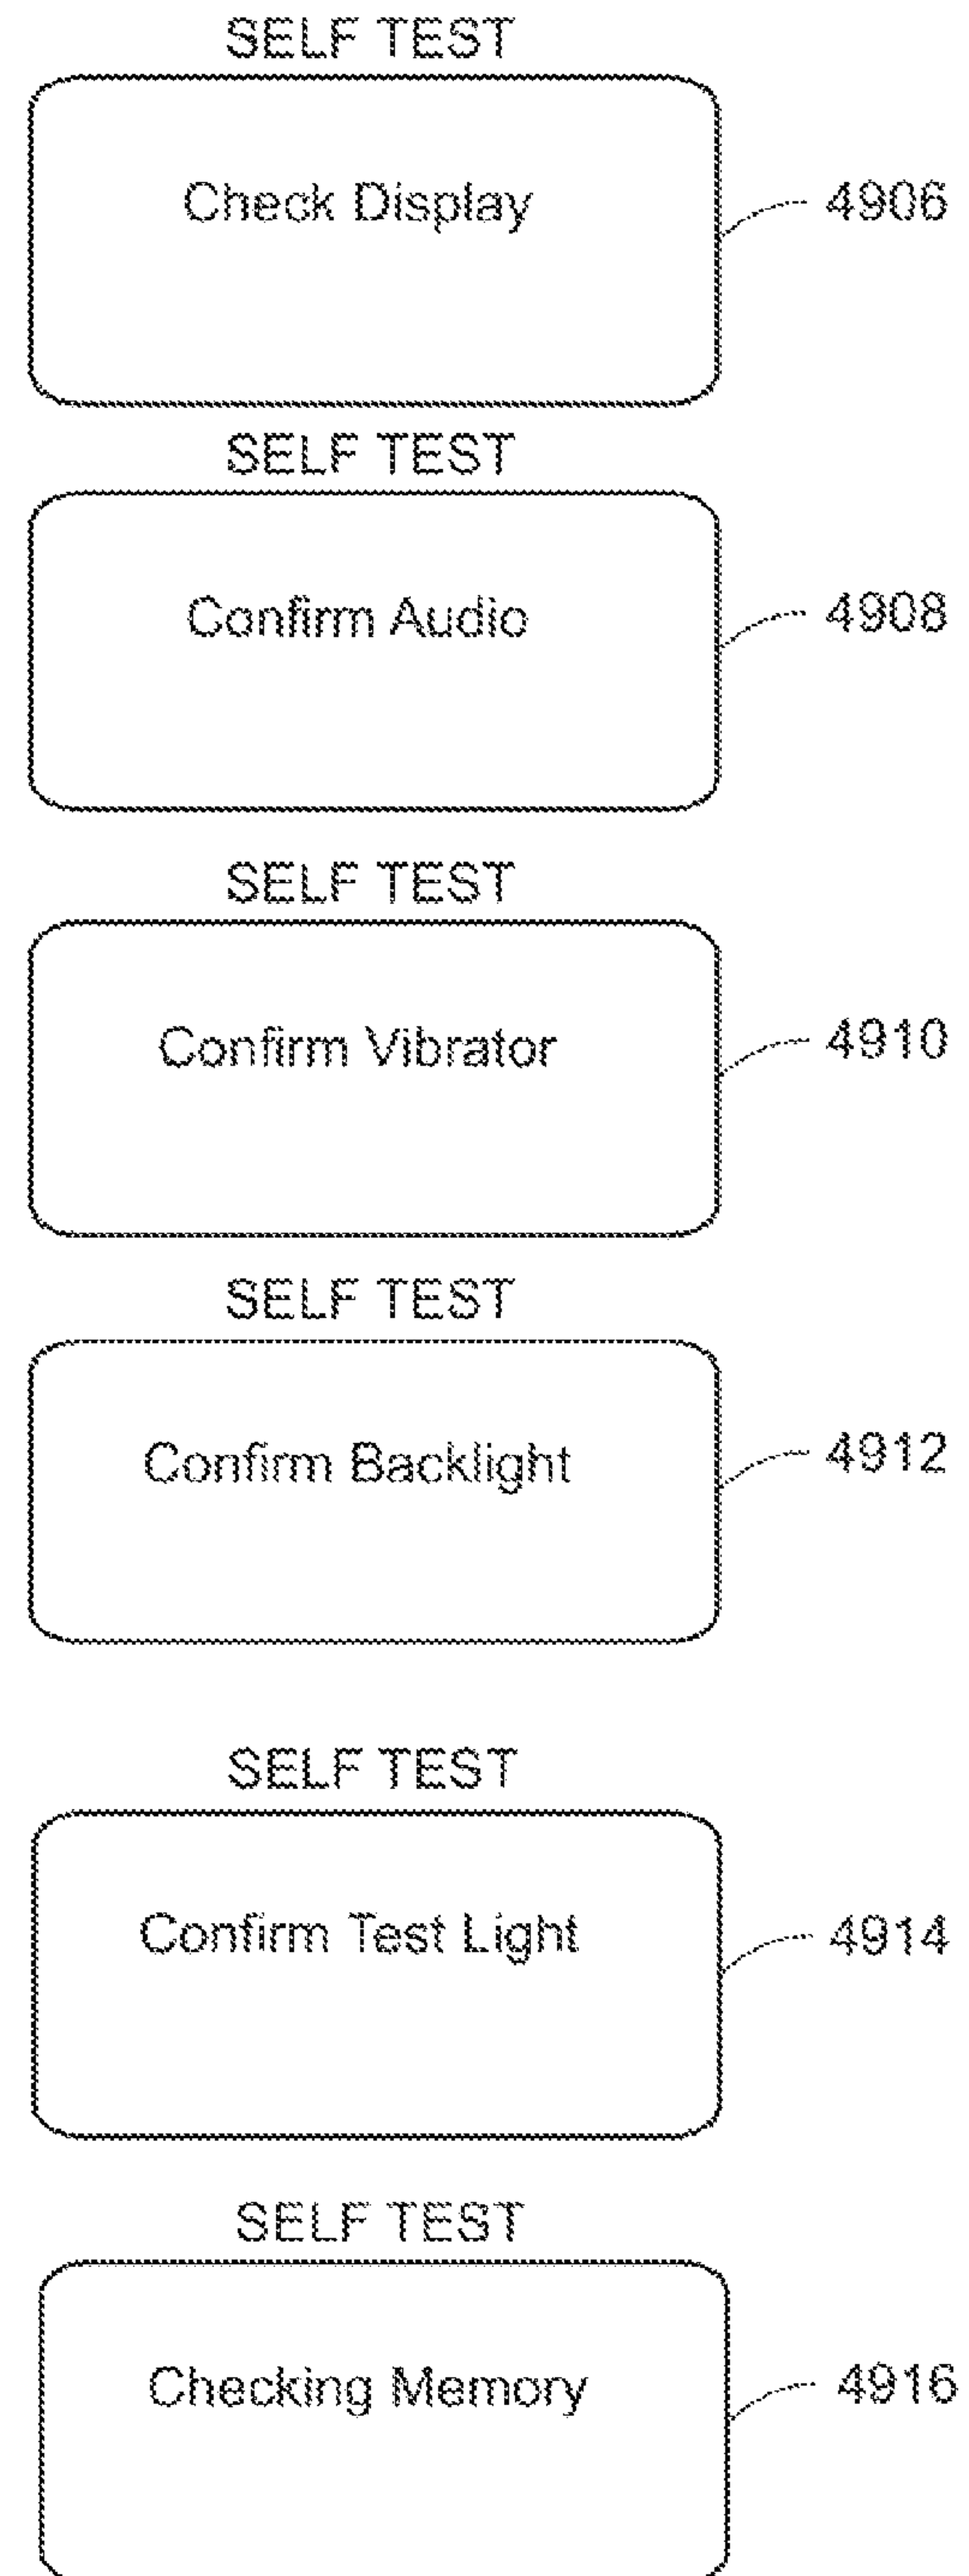 SELF TEST
Check Display
4906
SELF TEST
Confirm Audio
4908
SELF TEST
Confirm Vibrator
4910
SELF TEST
Confirm Backlight
4912
SELF TEST
Confirm Test Light
4914
SELF TEST
Checking Memory
4916